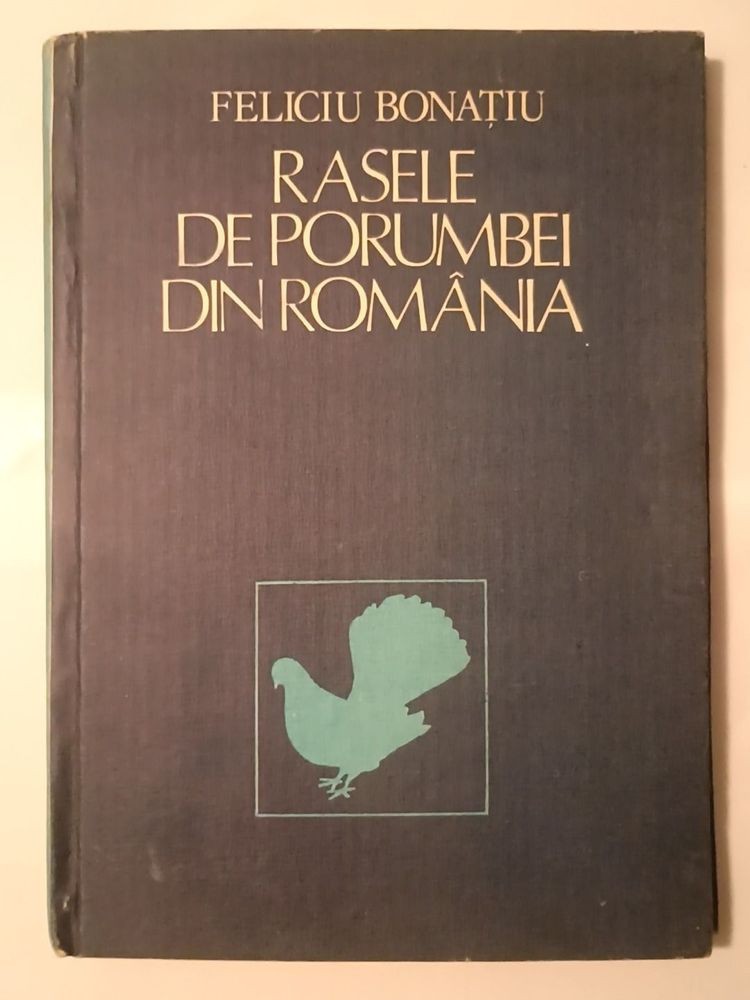 FELICIU BONAȚIU
RASELE
DE PORUMBEI
DIN ROMÂNIA